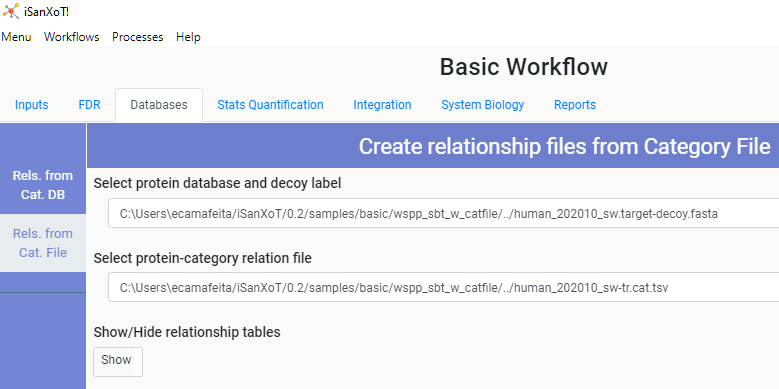 iSanXoT!
Menu Workflows Processes Help
Basic Workflow
Inputs FDR Databases Stats Quantification Integration System Biology Reports
Create relationship files from Category File
Rels. from
Cat. DB
Rels. from
Cat. File
Select protein database and decoy label
C:\Users\ecamafeita/iSanXoT/0.2/samples/basic/wspp_sbt_w_catfile/../human_202010_sw.target-decoy.fasta
Select protein-category relation file
C:\Users\ecamafeita/iSanXoT/0.2/samples/basic/wspp_sbt_w_catfile/../human_202010_sw-tr.cat.tsv
Show/Hide relationship tables
Show